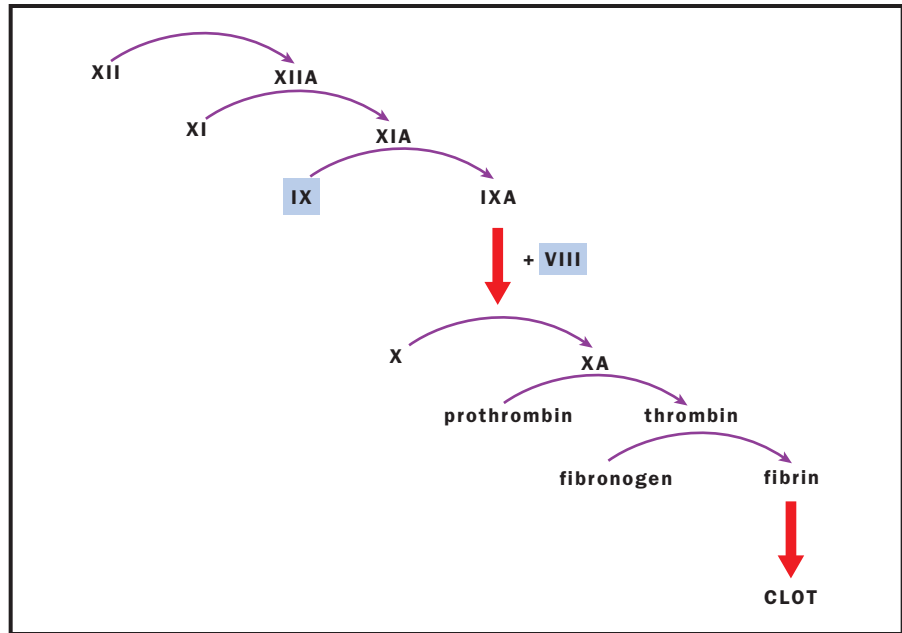 XII
XIIA
XI
XIA
IX
IXA
+ VIII
X
XA
prothrombin
thrombin
fibronogen
fibrin
CLOT